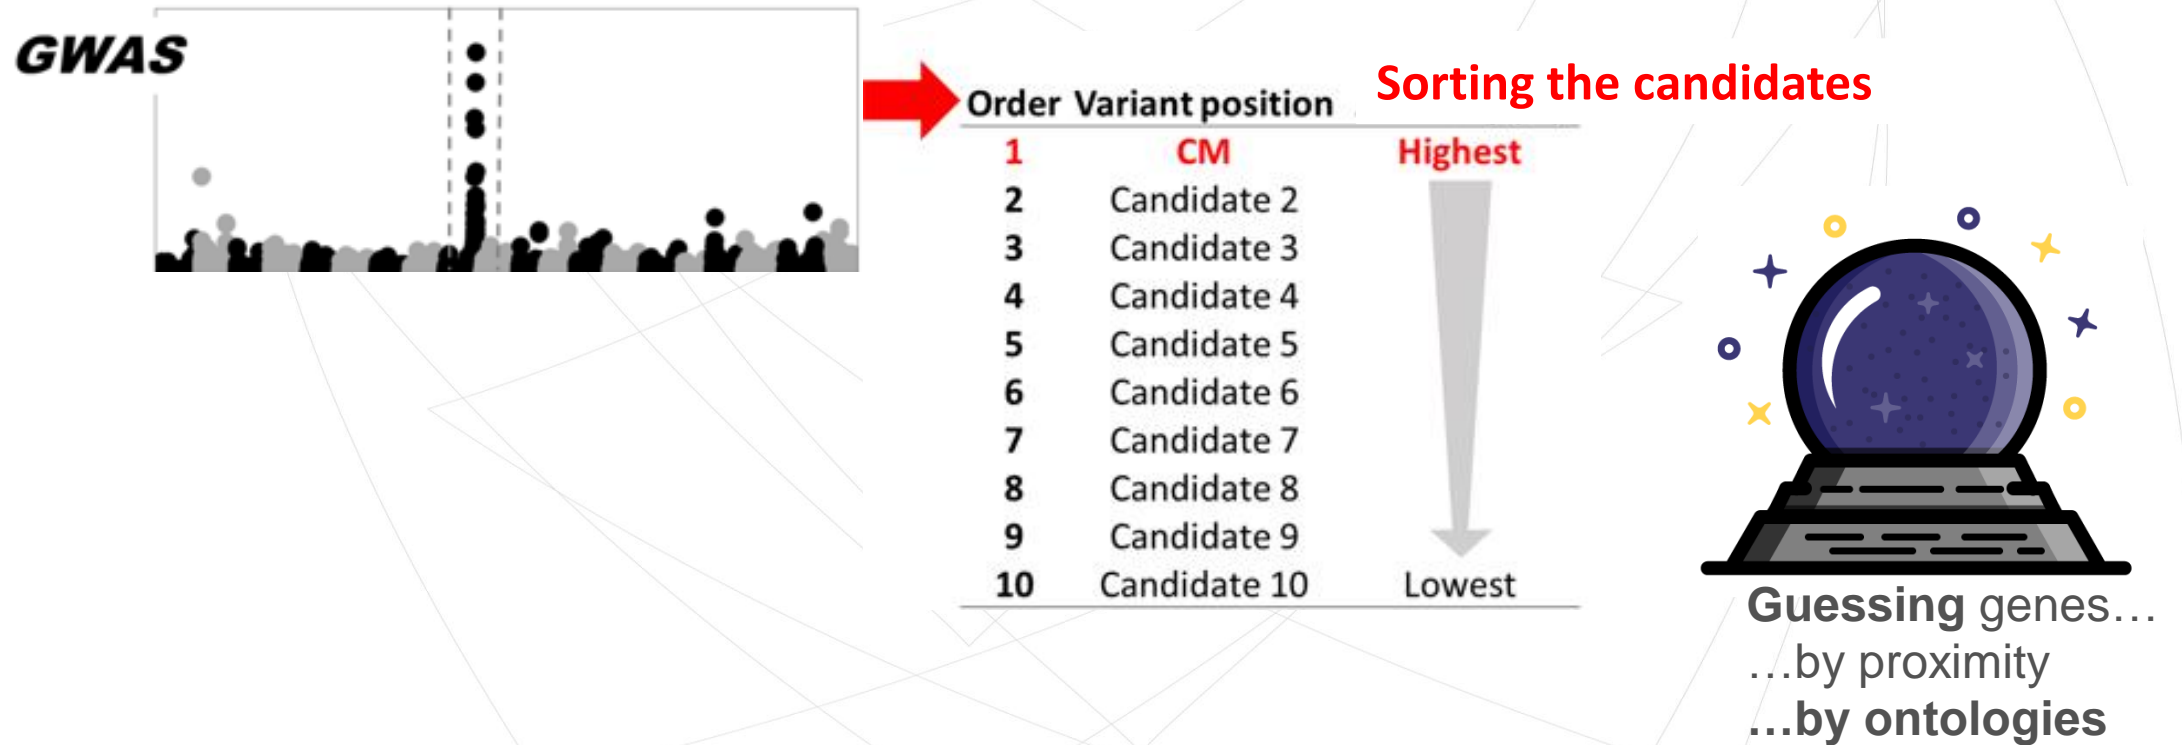 GWAS
Sorting the candidates
Order Variant position
1 CM Highest
2 Candidate 2
3 Candidate 3
4 Candidate 4
5 Candidate 5
6 Candidate 6
7 Candidate 7
8 Candidate 8
9 Candidate 9
10 Candidate 10 Lowest
Guessing genes…
…by proximity
…by ontologies